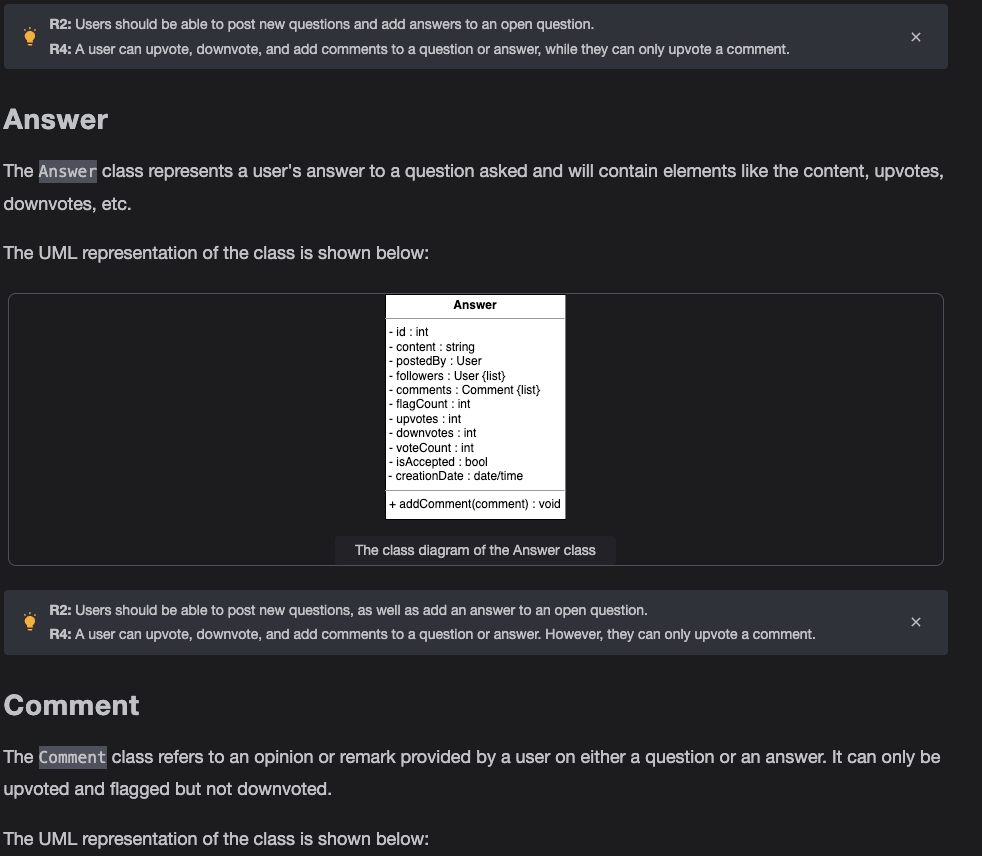 R2: Users should be able to post new questions and add answers to an open question.
R4: A user can upvote, downvote, and add comments to a question or answer, while they can only upvote a comment.
Answer
The Answer class represents a user's answer to a question asked and will contain elements like the content, upvotes,
downvotes, etc.
The UML representation of the class is shown below:
Answer
- id : int
- content : string
- postedBy : User
- followers : User {list}
- comments : Comment {list}
- flagCount : int
- upvotes : int
- downvotes : int
- voteCount : int
- isAccepted : bool
- creationDate : date/time
+ addComment(comment) : void
The class diagram of the Answer class
R2: Users should be able to post new questions, as well as add an answer to an open question.
R4: A user can upvote, downvote, and add comments to a question or answer. However, they can only upvote a comment.
Comment
The Comment class refers to an opinion or remark provided by a user on either a question or an answer. It can only be
upvoted and flagged but not downvoted.
The UML representation of the class is shown below: